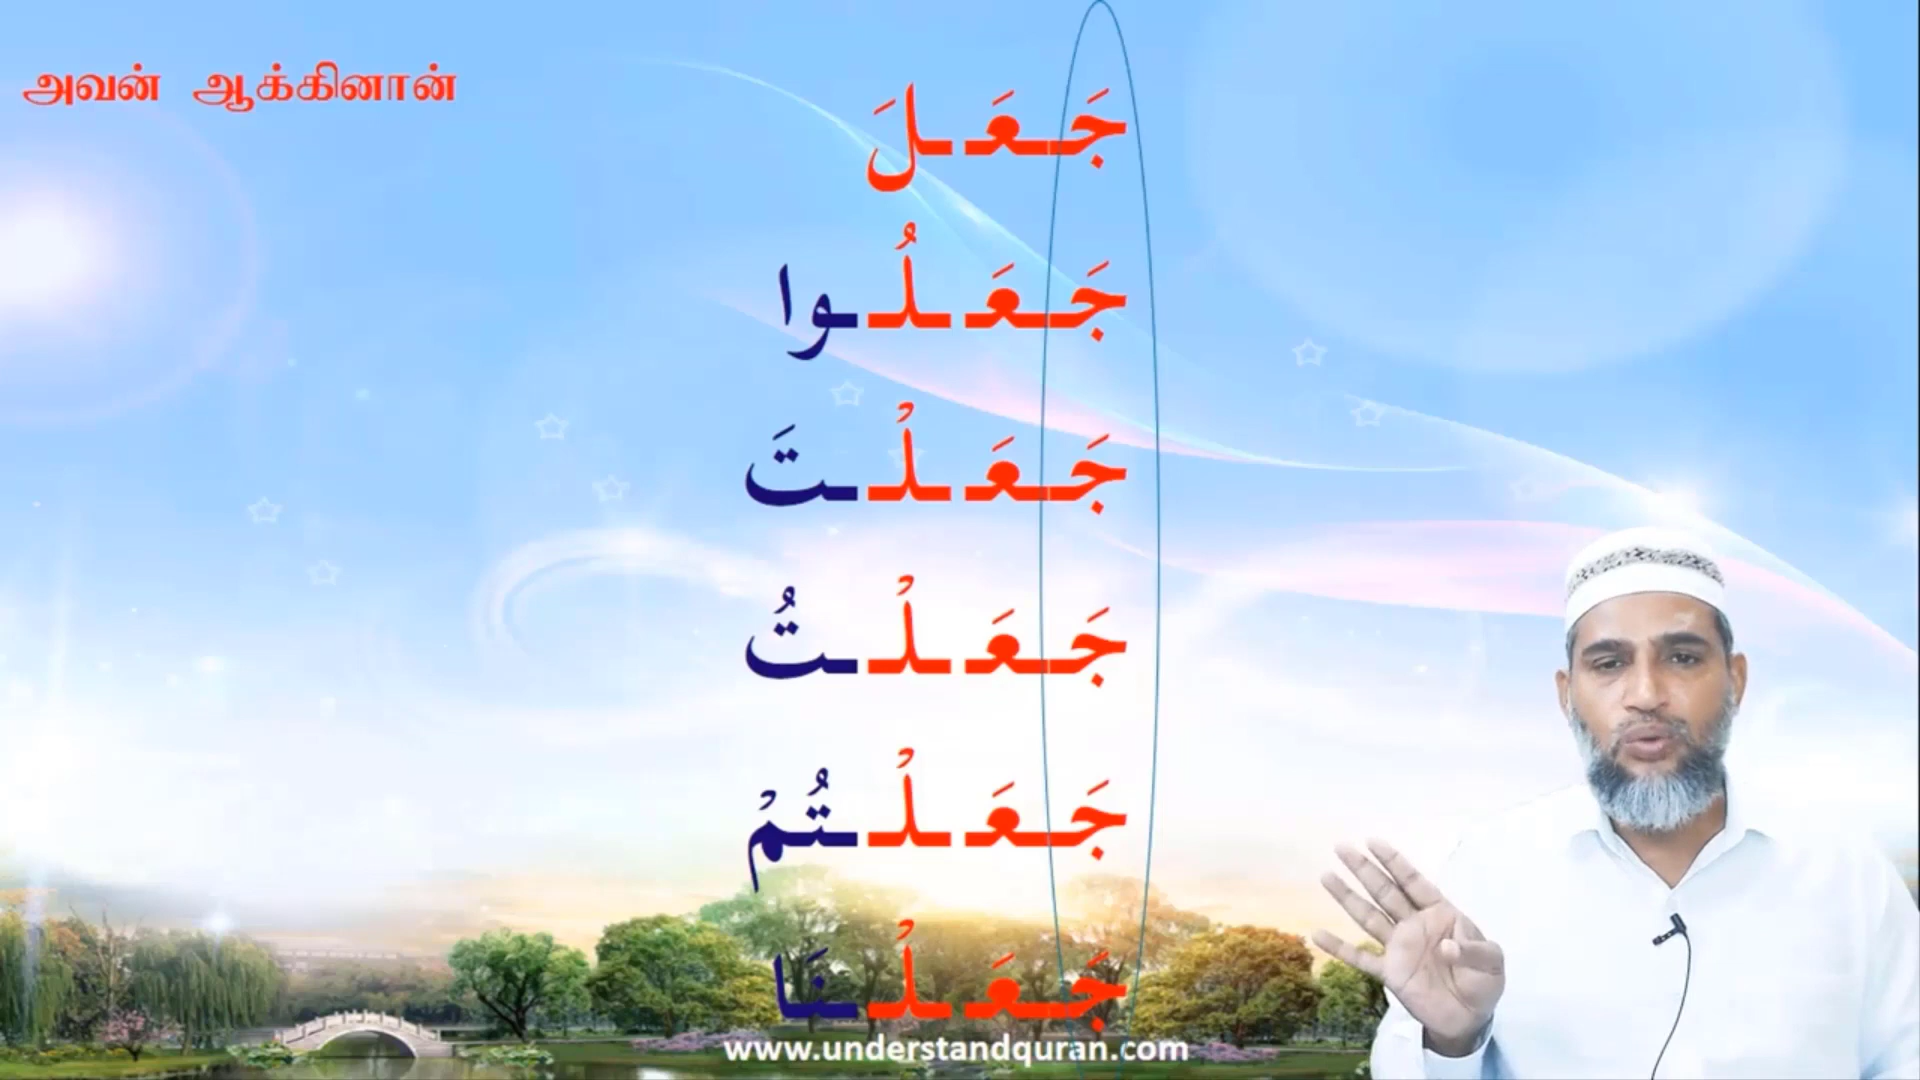 அவன் ஆக்கினான்
جَعَلَ
جَعَلُوا
جَعَلْتَ
جَعَلْتُ
جَعَلْتُمْ
جَعَلْنَا
www.understandquran.com